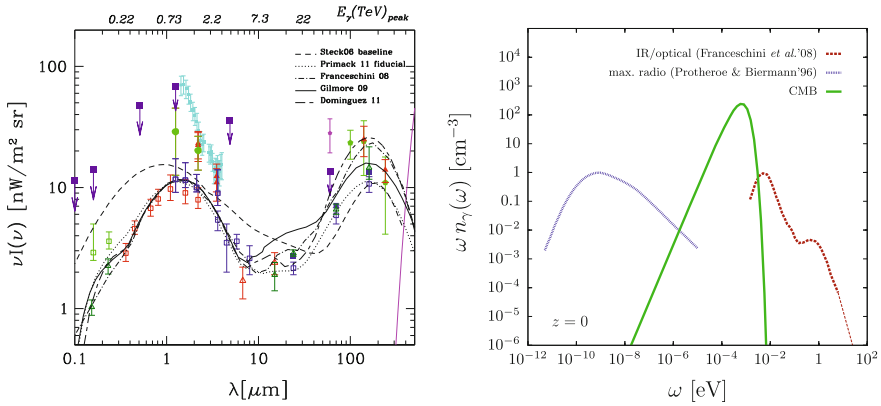 E_γ(TeV)_peak
0.22 0.73 2.2 7.3 22
Steck06 baseline
Primack 11 fiducial
Franceschini 08
Gilmore 09
Dominguez 11
νI(ν) [nW/m² sr]
100
10
1
0.1 1 10 100
λ[μm]
IR/optical (Franceschini et al.'08)
max. radio (Protheroe & Biermann'96)
CMB
ω n_γ(ω) [cm⁻³]
10⁴
10³
10²
10
1
10⁻¹
10⁻²
10⁻³
10⁻⁴
10⁻⁵
10⁻⁶
z = 0
10⁻¹² 10⁻¹⁰ 10⁻⁸ 10⁻⁶ 10⁻⁴ 10⁻² 1 10²
ω [eV]